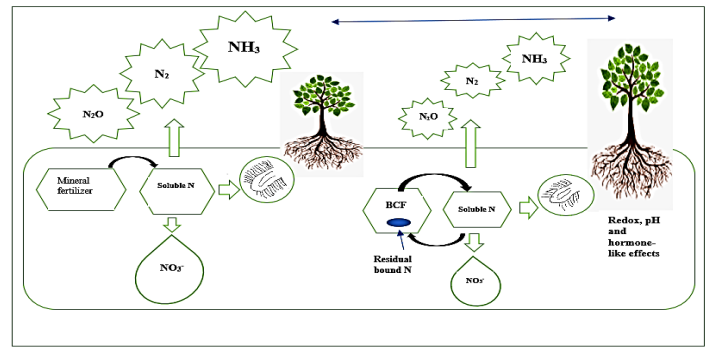 NH3
N2
N2O
Mineral
fertilizer
Soluble N
NO3-
NH3
N2
N3O
BCF
Soluble N
Residual
bound N
NO3-
Redox, pH
and
hormone-
like effects